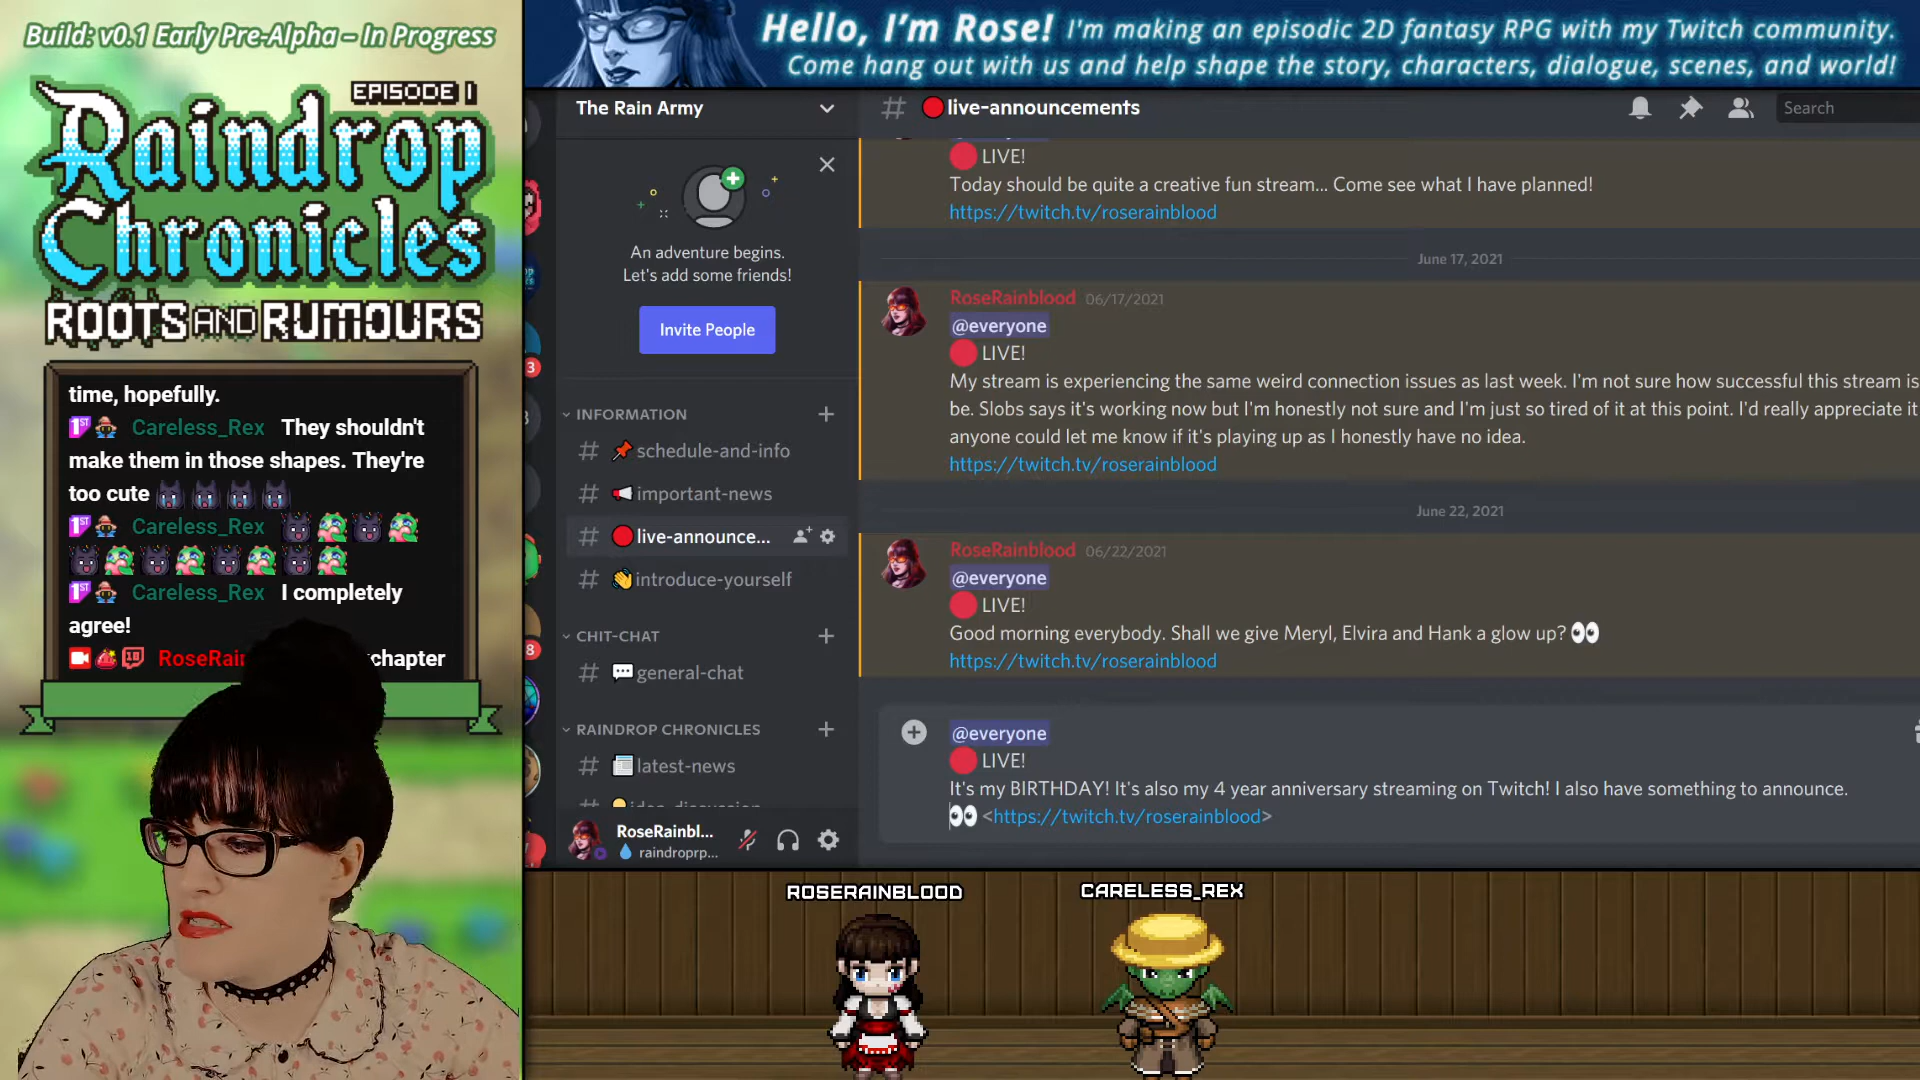 Build: v0.1 Early Pre-Alpha – In Progress
EPISODE I
Raindrop
Chronicles
ROOTS AND RUMOURS
time, hopefully.
Careless_Rex They shouldn't
make them in those shapes. They're
too cute
Careless_Rex
Careless_Rex I completely
agree!
chapter
Hello, I'm Rose! I'm making an episodic 2D fantasy RPG with my Twitch community.
Come hang out with us and help shape the story, characters, dialogue, scenes, and world!
The Rain Army
An adventure begins.
Let's add some friends!
Invite People
INFORMATION
schedule-and-info
important-news
live-announce...
introduce-yourself
CHIT-CHAT
general-chat
RAINDROP CHRONICLES
latest-news
RoseRainbl...
raindroprp...
3
8
live-announcements
Search
LIVE!
Today should be quite a creative fun stream... Come see what I have planned!
https://twitch.tv/roserainblood
June 17, 2021
RoseRainblood 06/17/2021
@everyone
LIVE!
My stream is experiencing the same weird connection issues as last week. I'm not sure how successful this stream is
be. Slobs says it's working now but I'm honestly not sure and I'm just so tired of it at this point. I'd really appreciate it
anyone could let me know if it's playing up as I honestly have no idea.
https://twitch.tv/roserainblood
June 22, 2021
RoseRainblood 06/22/2021
@everyone
LIVE!
Good morning everybody. Shall we give Meryl, Elvira and Hank a glow up?
https://twitch.tv/roserainblood
@everyone
LIVE!
It's my BIRTHDAY! It's also my 4 year anniversary streaming on Twitch! I also have something to announce.
<https://twitch.tv/roserainblood>
ROSERAINBLOOD
CARELESS_REX